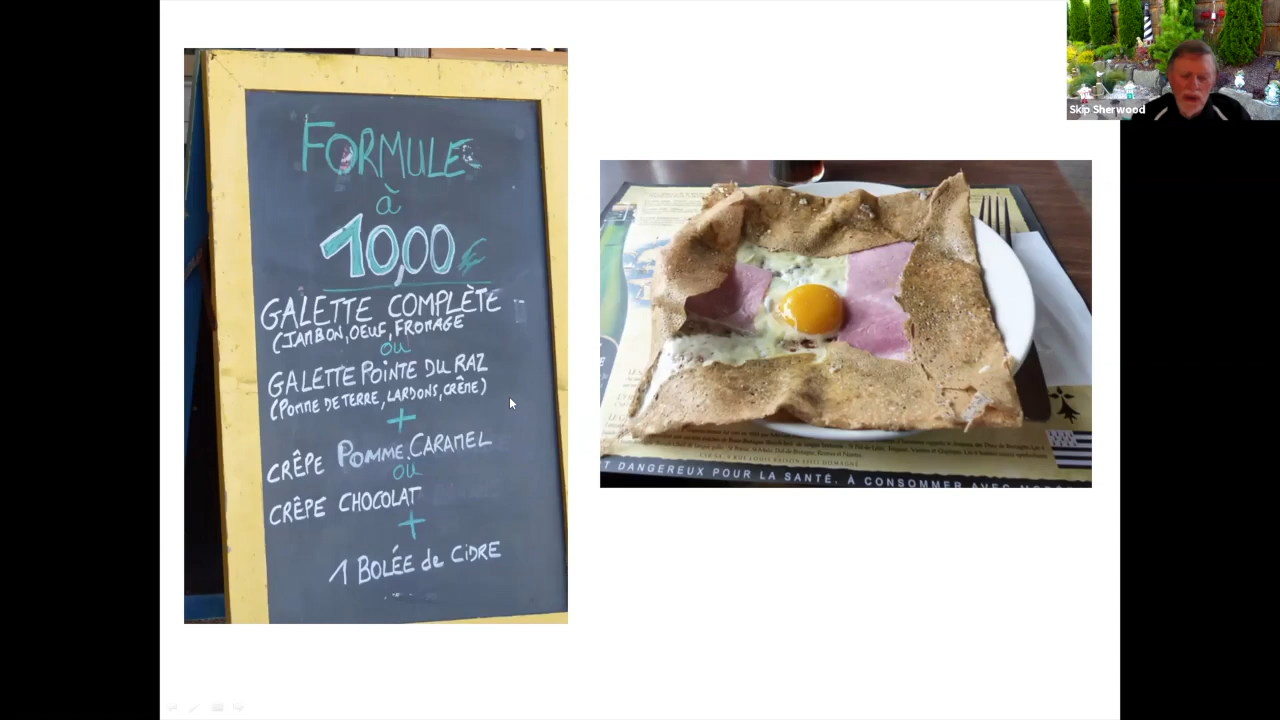 FORMULE
à
10,00 €
GALETTE COMPLÈTE
(JAMBON, OEUF, FROMAGE
ou
GALETTE POINTE DU RAZ
(POMME DE TERRE, LARDONS, CRÊME)
+
CRÊPE POMME CARAMEL
ou
CRÊPE CHOCOLAT
+
1 BOLÉE de CIDRE
T DANGEREUX POUR LA SANTÉ. À CONSOMMER AVEC
Skip Sherwood